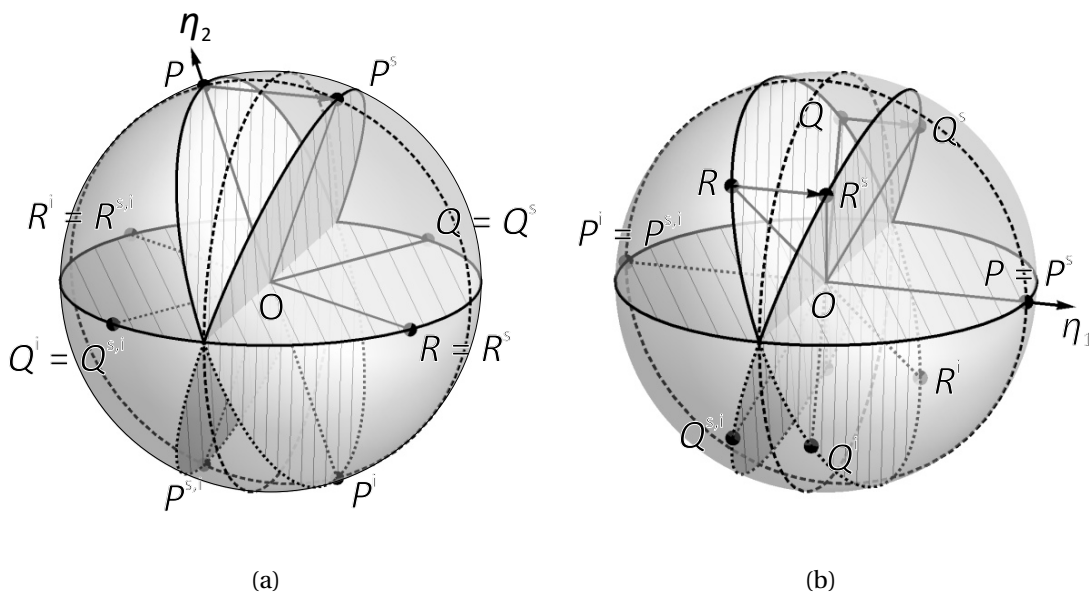 η₂
P
Pˢ
Rⁱ = Rˢ,ⁱ
Q = Qˢ
O
R = Rˢ
Qⁱ = Qˢ,ⁱ
Pˢ,ⁱ
Pⁱ
(a)
Q
Qˢ
R
Rˢ
Pⁱ = Pˢ,ⁱ
P = Pˢ
O
η₁
Rⁱ
Qˢ,ⁱ
Qⁱ
(b)